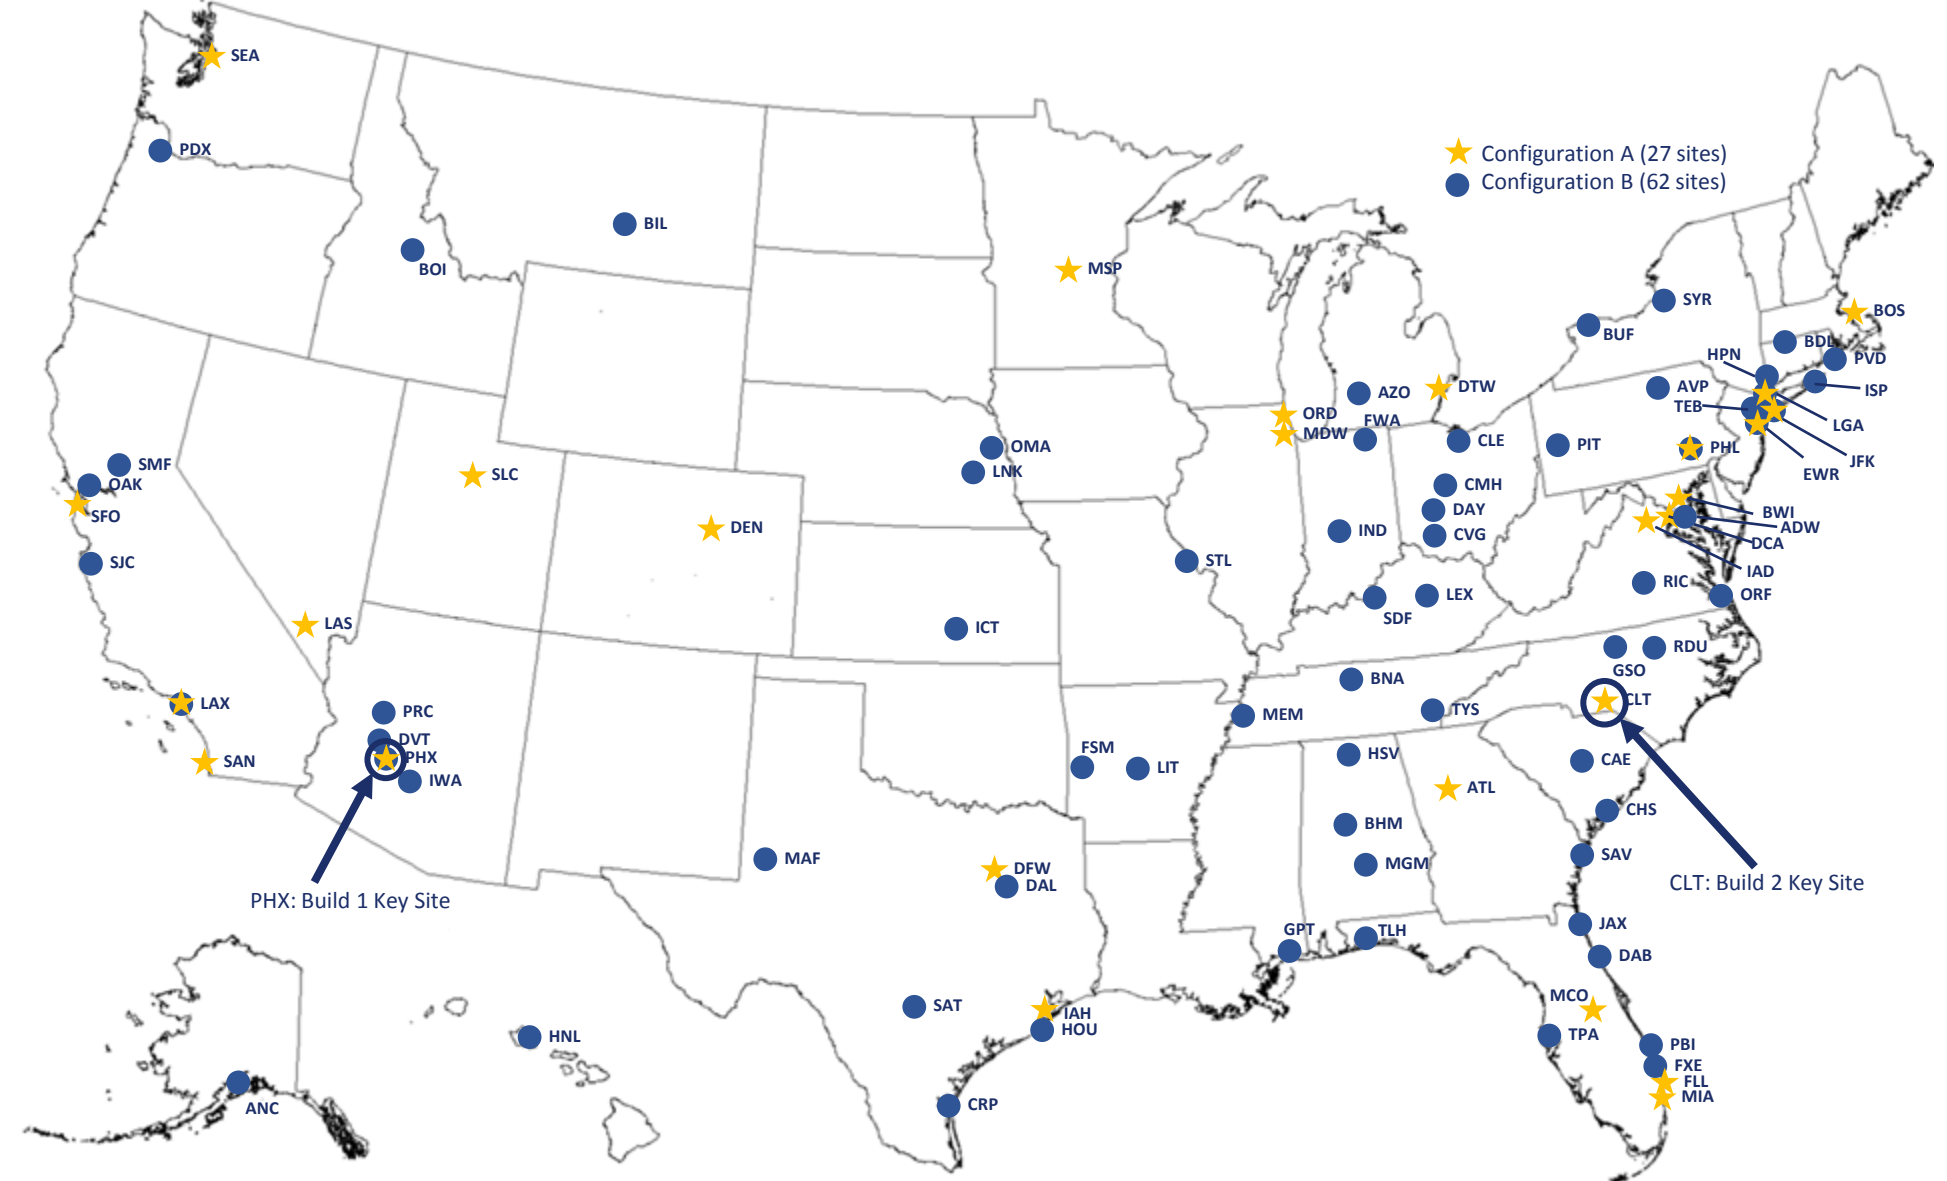 SEA
PDX
BIL
BOI
MSP
Configuration A (27 sites)
Configuration B (62 sites)
SYR
BOS
BUF
BDL
HPN
PVD
AZO
DTW
AVP
ISP
TEB
ORD
FWA
LGA
MDW
CLE
PIT
PHL
JFK
EWR
OMA
LNK
SMF
OAK
SFO
SLC
CMH
DAY
BWI
ADW
DEN
IND
CVG
DCA
SJC
STL
IAD
RIC
ORF
LEX
SDF
LAS
ICT
RDU
GSO
BNA
CLT
LAX
PRC
TYS
MEM
DVT
PHX
SAN
IWA
FSM
LIT
HSV
CAE
ATL
CHS
BHM
SAV
MGM
MAF
DFW
DAL
CLT: Build 2 Key Site
PHX: Build 1 Key Site
GPT
TLH
JAX
DAB
MCO
SAT
IAH
HOU
TPA
PBI
HNL
FXE
FLL
MIA
ANC
CRP